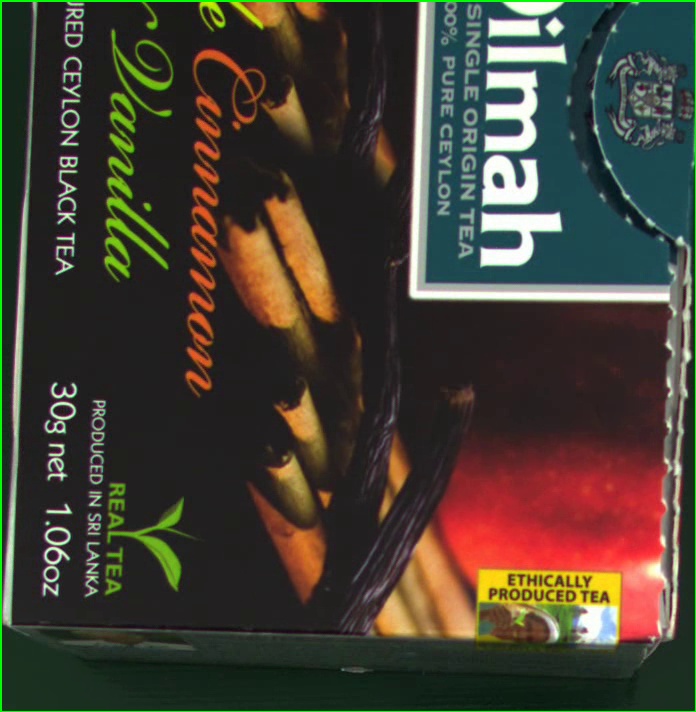 ilmah
SINGLE ORIGIN TEA
00% PURE CEYLON
e Cinnamon
Vanilla
URED CEYLON BLACK TEA
REAL TEA
PRODUCED IN SRI LANKA
30g net 1.06oz
ETHICALLY
PRODUCED TEA